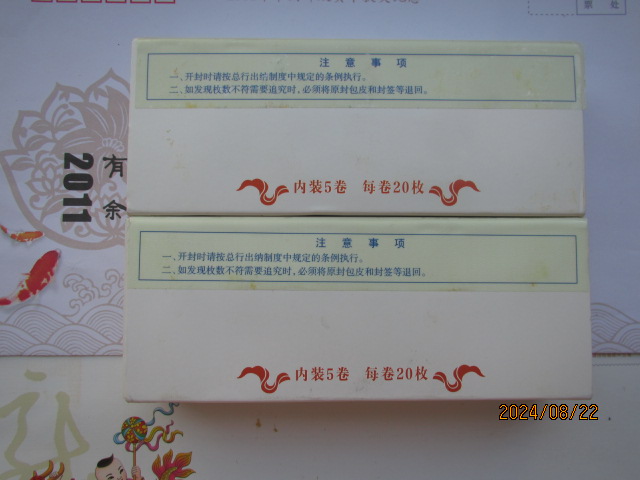 京 处
注 意 事 项
一、开封时请按总行出纳制度中规定的条例执行。
二、如发现枚数不符需要追究时,必须将原封包皮和封签等退回。
内装5卷 每卷20枚
有
余
2011
注 意 事 项
一、开封时请按总行出纳制度中规定的条例执行。
二、如发现枚数不符需要追究时,必须将原封包皮和封签等退回。
内装5卷 每卷20枚
2024/08/22